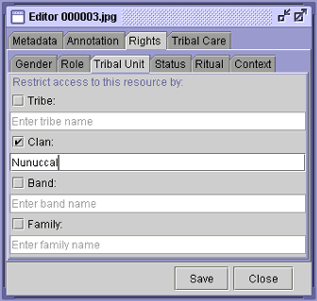 Editor 000003.jpg
Metadata Annotation Rights Tribal Care
Gender Role Tribal Unit Status Ritual Context
Restrict access to this resource by:
Tribe:
Enter tribe name
Clan:
Nunuccal
Band:
Enter band name
Family:
Enter family name
Save Close